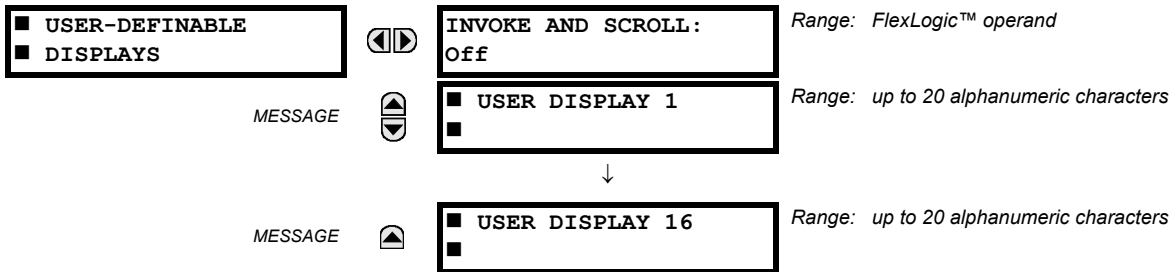 ■ USER-DEFINABLE
■ DISPLAYS
INVOKE AND SCROLL:
Off
Range: FlexLogic™ operand
MESSAGE
■ USER DISPLAY 1
■
Range: up to 20 alphanumeric characters
↓
MESSAGE
■ USER DISPLAY 16
■
Range: up to 20 alphanumeric characters